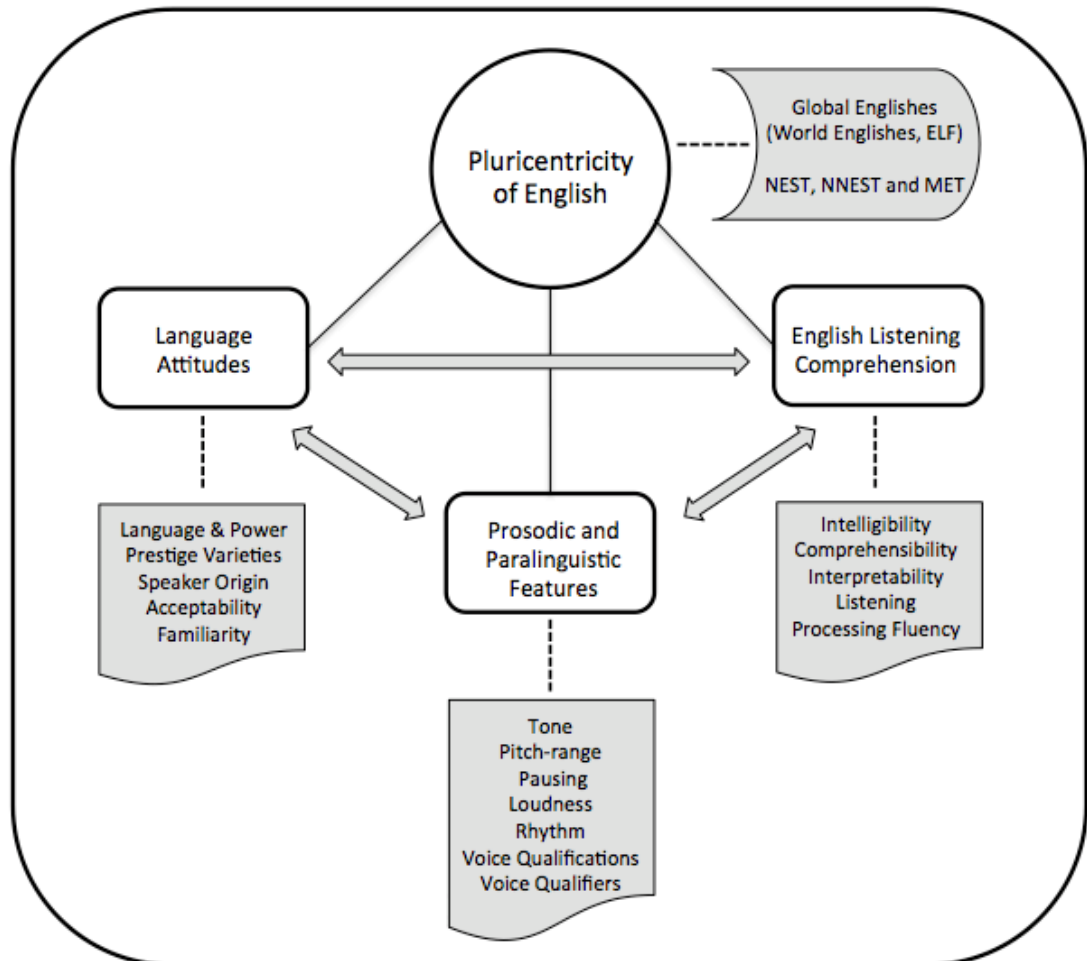 Pluricentricity
of English
Global Englishes
(World Englishes, ELF)
NEST, NNEST and MET
Language
Attitudes
English Listening
Comprehension
Prosodic and
Paralinguistic
Features
Language & Power
Prestige Varieties
Speaker Origin
Acceptability
Familiarity
Intelligibility
Comprehensibility
Interpretability
Listening
Processing Fluency
Tone
Pitch-range
Pausing
Loudness
Rhythm
Voice Qualifications
Voice Qualifiers